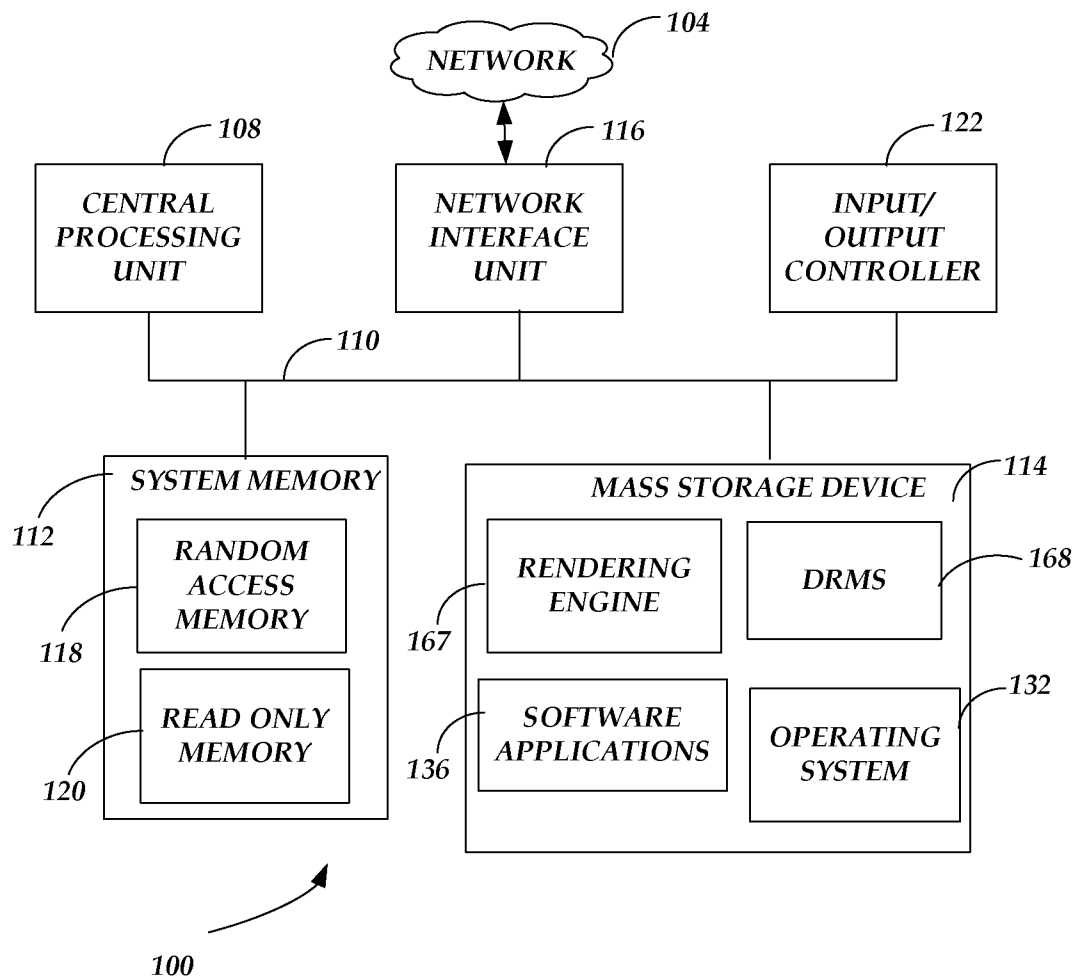 104
NETWORK
108
116
122
CENTRAL
PROCESSING
UNIT
NETWORK
INTERFACE
UNIT
INPUT/
OUTPUT
CONTROLLER
110
SYSTEM MEMORY
112
RANDOM
ACCESS
MEMORY
118
READ ONLY
MEMORY
120
MASS STORAGE DEVICE
114
RENDERING
ENGINE
167
DRMS
168
SOFTWARE
APPLICATIONS
136
OPERATING
SYSTEM
132
100